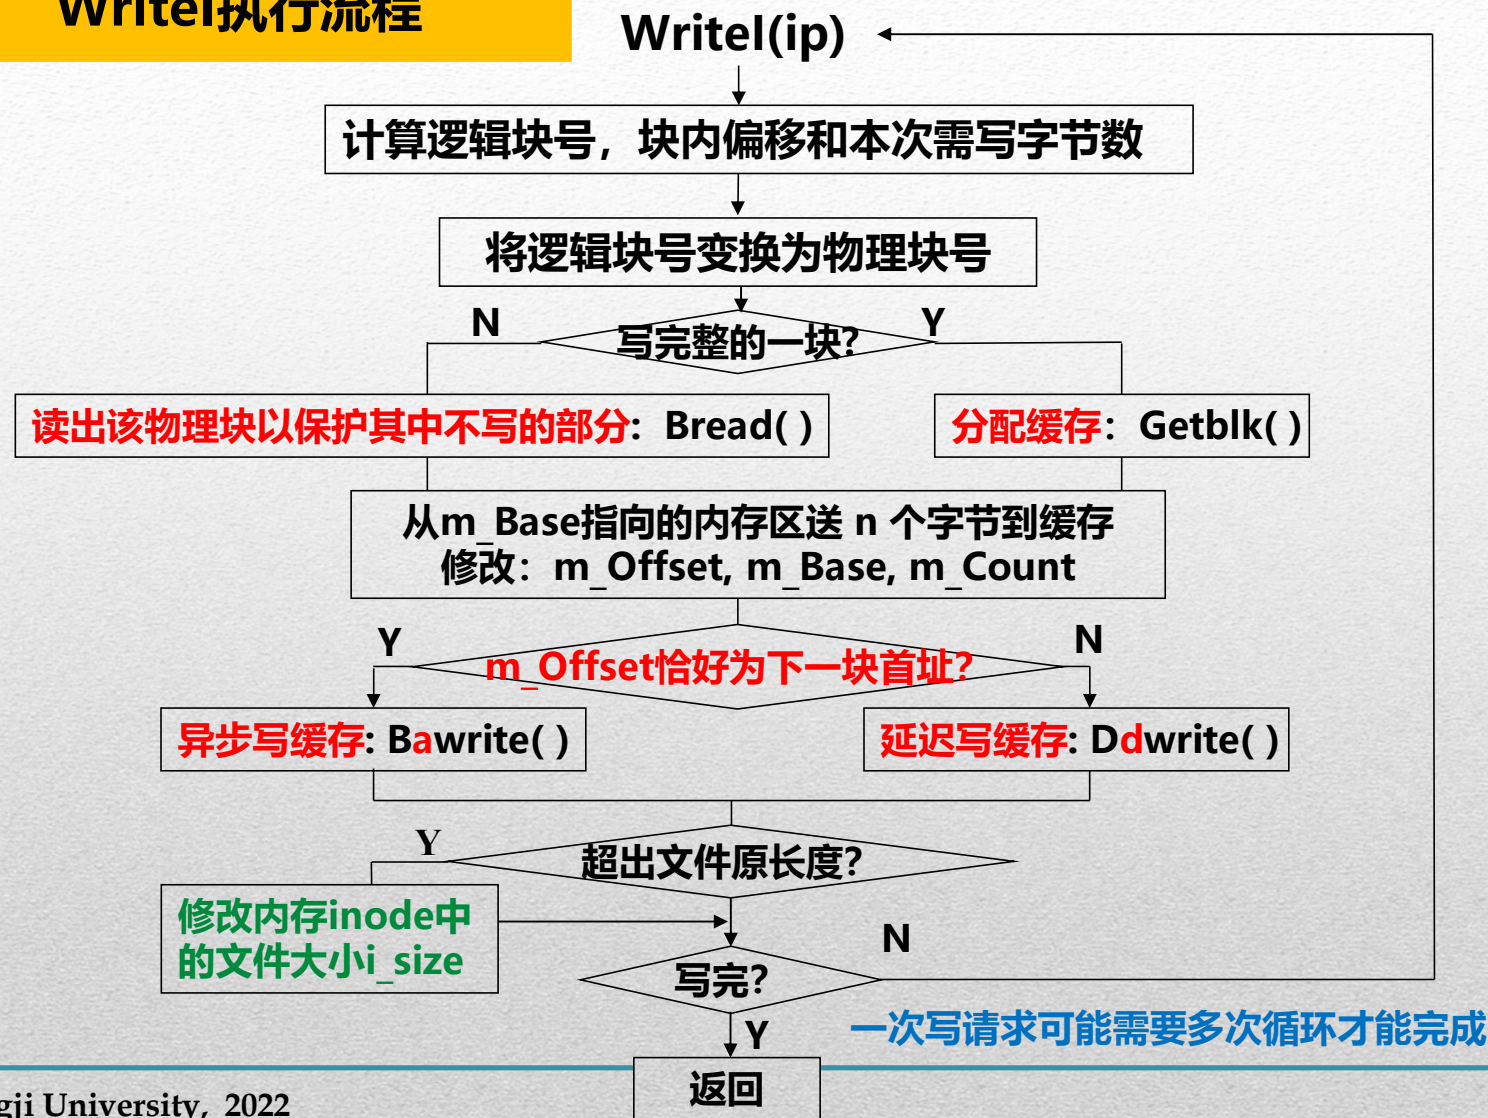 WriteI执行流程
WriteI(ip)
计算逻辑块号，块内偏移和本次需写字节数
将逻辑块号变换为物理块号
N
写完整的一块?
Y
读出该物理块以保护其中不写的部分: Bread( )
分配缓存: Getblk( )
从m_Base指向的内存区送 n 个字节到缓存
修改: m_Offset, m_Base, m_Count
Y
m_Offset恰好为下一块首址?
N
异步写缓存: Bawrite( )
延迟写缓存: Ddwrite( )
Y
超出文件原长度?
修改内存inode中
的文件大小i_size
N
写完?
一次写请求可能需要多次循环才能完成
Y
返回
gji University, 2022